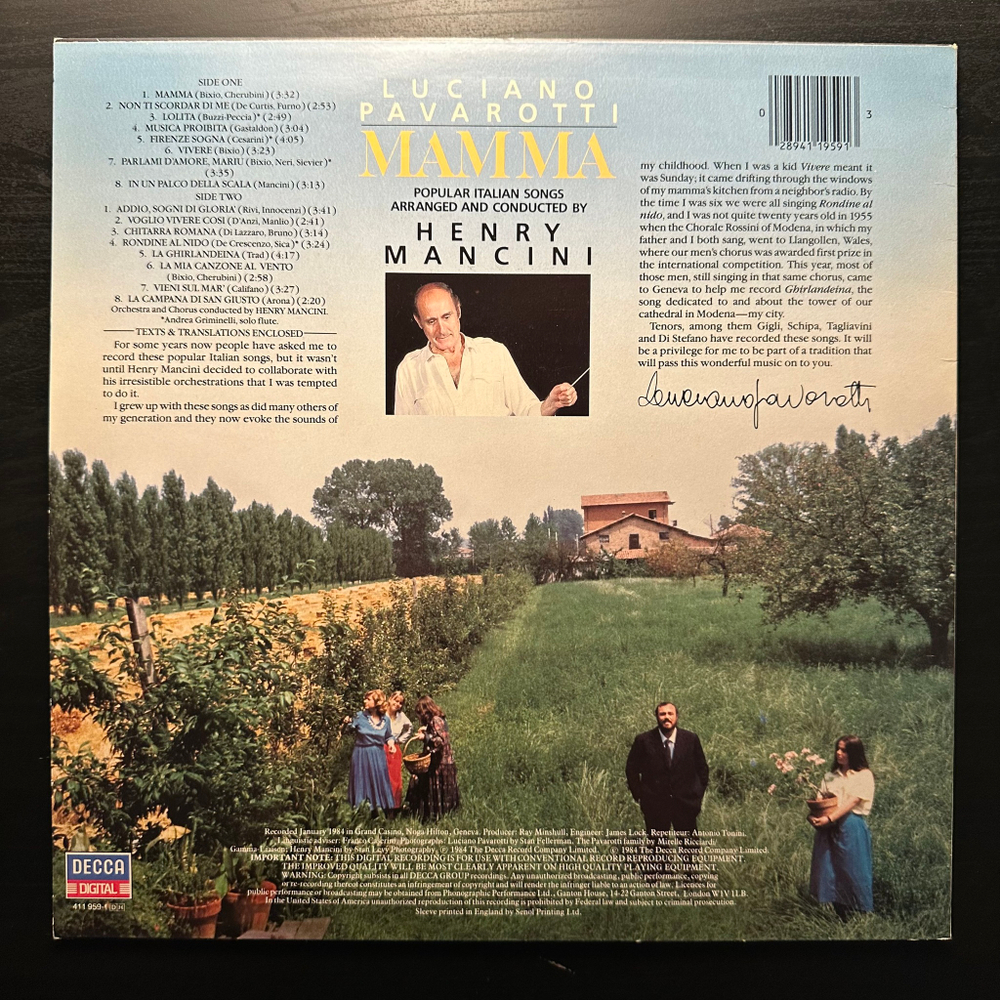 SIDE ONE
1. MAMMA (Bixio, Cherubini) (3:32)
2. NON TI SCORDAR DI ME (De Curtis, Furno) (2:53)
3. LOLITA (Buzzi-Peccia)* (2:49)
4. MUSICA PROIBITA (Gastaldon) (3:04)
5. FIRENZE SOGNA (Cesarini)* (4:05)
6. VIVERE (Bixio) (3:23)
7. PARLAMI D'AMORE, MARIU (Bixio, Neri, Sievier)*
(3:35)
8. IN UN PALCO DELLA SCALA (Mancini) (3:13)
SIDE TWO
1. ADDIO, SOGNI DI GLORIA' (Rivi, Innocenzi) (3:41)
2. VOGLIO VIVERE COSI (D'Anzi, Manlio) (2:41)
3. CHITARRA ROMANA (Di Lazzaro, Bruno) (3:14)
4. RONDINE AL NIDO (De Crescenzo, Sica)* (3:24)
5. LA GHIRLANDEINA (Trad) (4:17)
6. LA MIA CANZONE AL VENTO
(Bixio, Cherubini) (2:58)
7. VIENI SUL MAR' (Califano) (3:27)
8. LA CAMPANA DI SAN GIUSTO (Arona) (2:20)
Orchestra and Chorus conducted by HENRY MANCINI.
*Andrea Griminelli, solo flute.
TEXTS & TRANSLATIONS ENCLOSED
For some years now people have asked me to
record these popular Italian songs, but it wasn't
until Henry Mancini decided to collaborate with
his irresistible orchestrations that I was tempted
to do it.
I grew up with these songs as did many others of
my generation and they now evoke the sounds of
LUCIANO
PAVAROTTI
MAMMA
POPULAR ITALIAN SONGS
ARRANGED AND CONDUCTED BY
HENRY
MANCINI
0 28941 19591 3
my childhood. When I was a kid Vivere meant it
was Sunday; it came drifting through the windows
of my mamma's kitchen from a neighbor's radio. By
the time I was six we were all singing Rondine al
nido, and I was not quite twenty years old in 1955
when the Chorale Rossini of Modena, in which my
father and I both sang, went to Llangollen, Wales,
where our men's chorus was awarded first prize in
the international competition. This year, most of
those men, still singing in that same chorus, came
to Geneva to help me record Ghirlandeina, the
song dedicated to and about the tower of our
cathedral in Modena—my city.
Tenors, among them Gigli, Schipa, Tagliavini
and Di Stefano have recorded these songs. It will
be a privilege for me to be part of a tradition that
will pass this wonderful music on to you.
Luciano Pavarotti
Recorded January 1984 in Grand Casino, Noga Hilton, Geneva. Producer: Ray Minshull, Engineer: James Lock. Repetiteur: Antonio Tonini.
Linguistic adviser: Franco Caierma. Photographs: Luciano Pavarotti by Stan Fellerman. The Pavarotti family by Mirelle Ricciardi.
Gamma-Liaison; Henry Mancini by Stan Levy Photography. ℗ 1984 The Decca Record Company Limited. © 1984 The Decca Record Company Limited.
IMPORTANT NOTE: THIS DIGITAL RECORDING IS FOR USE WITH CONVENTIONAL RECORD REPRODUCING EQUIPMENT
THE IMPROVED QUALITY WILL BE MOST CLEARLY APPARENT ON HIGH QUALITY PLAYING EQUIPMENT
WARNING: Copyright subsists in all DECCA GROUP recordings. Any unauthorized broadcasting, public performance, copying
or re-recording thereof constitutes an infringement of copyright and will render the infringer liable to an action of law. Licences for
public performance or broadcasting may be obtained from Phonographic Performance Ltd., Ganton House, 14-22 Ganton Street, London W1V 1LB.
In the United States of America unauthorized reproduction of this recording is prohibited by Federal law and subject to criminal prosecution.
Sleeve printed in England by Senol Printing Ltd.
DECCA
DIGITAL
411 959-1 DH